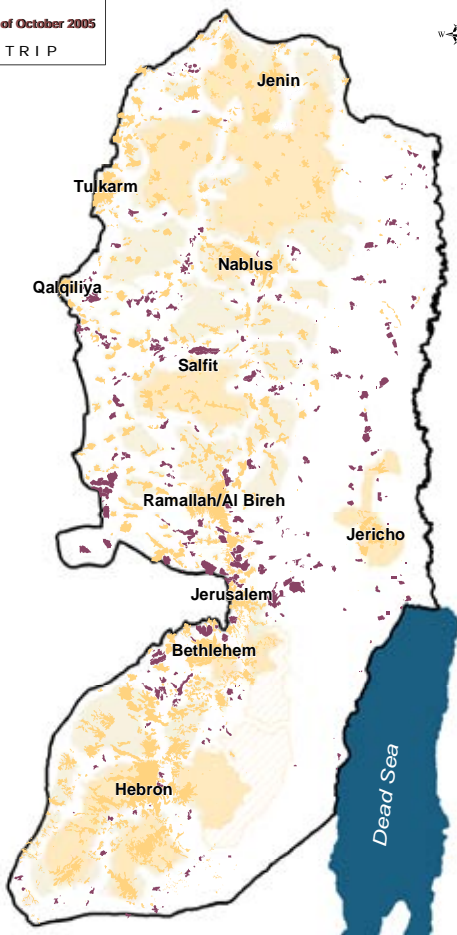 of October 2005
TRIP
W
Jenin
Tulkarm
Nablus
Qalqiliya
Salfit
Ramallah/Al Bireh
Jericho
Jerusalem
Bethlehem
Hebron
Dead Sea